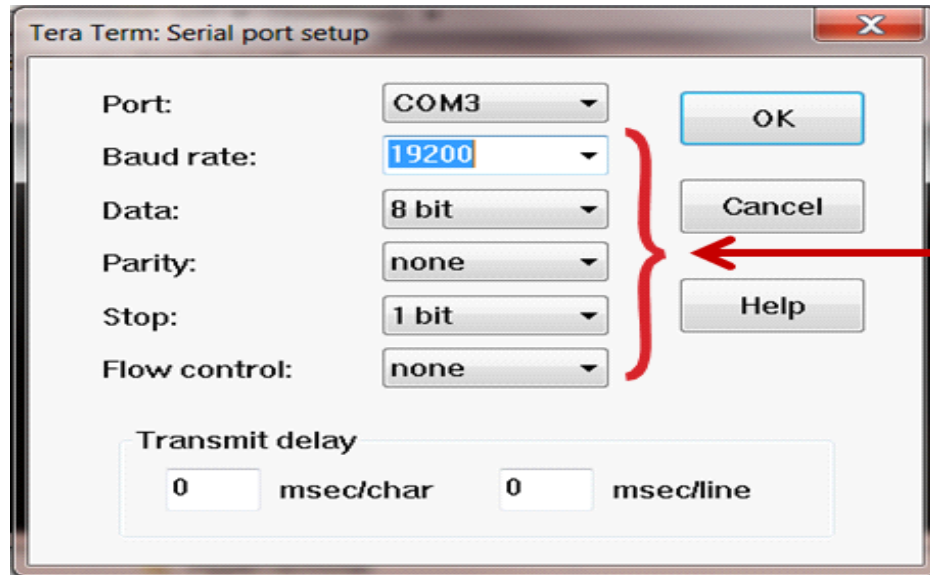 Tera Term: Serial port setup
Port: COM3 OK
Baud rate: 19200
Data: 8 bit Cancel
Parity: none
Stop: 1 bit Help
Flow control: none
Transmit delay
0 msec/char 0 msec/line